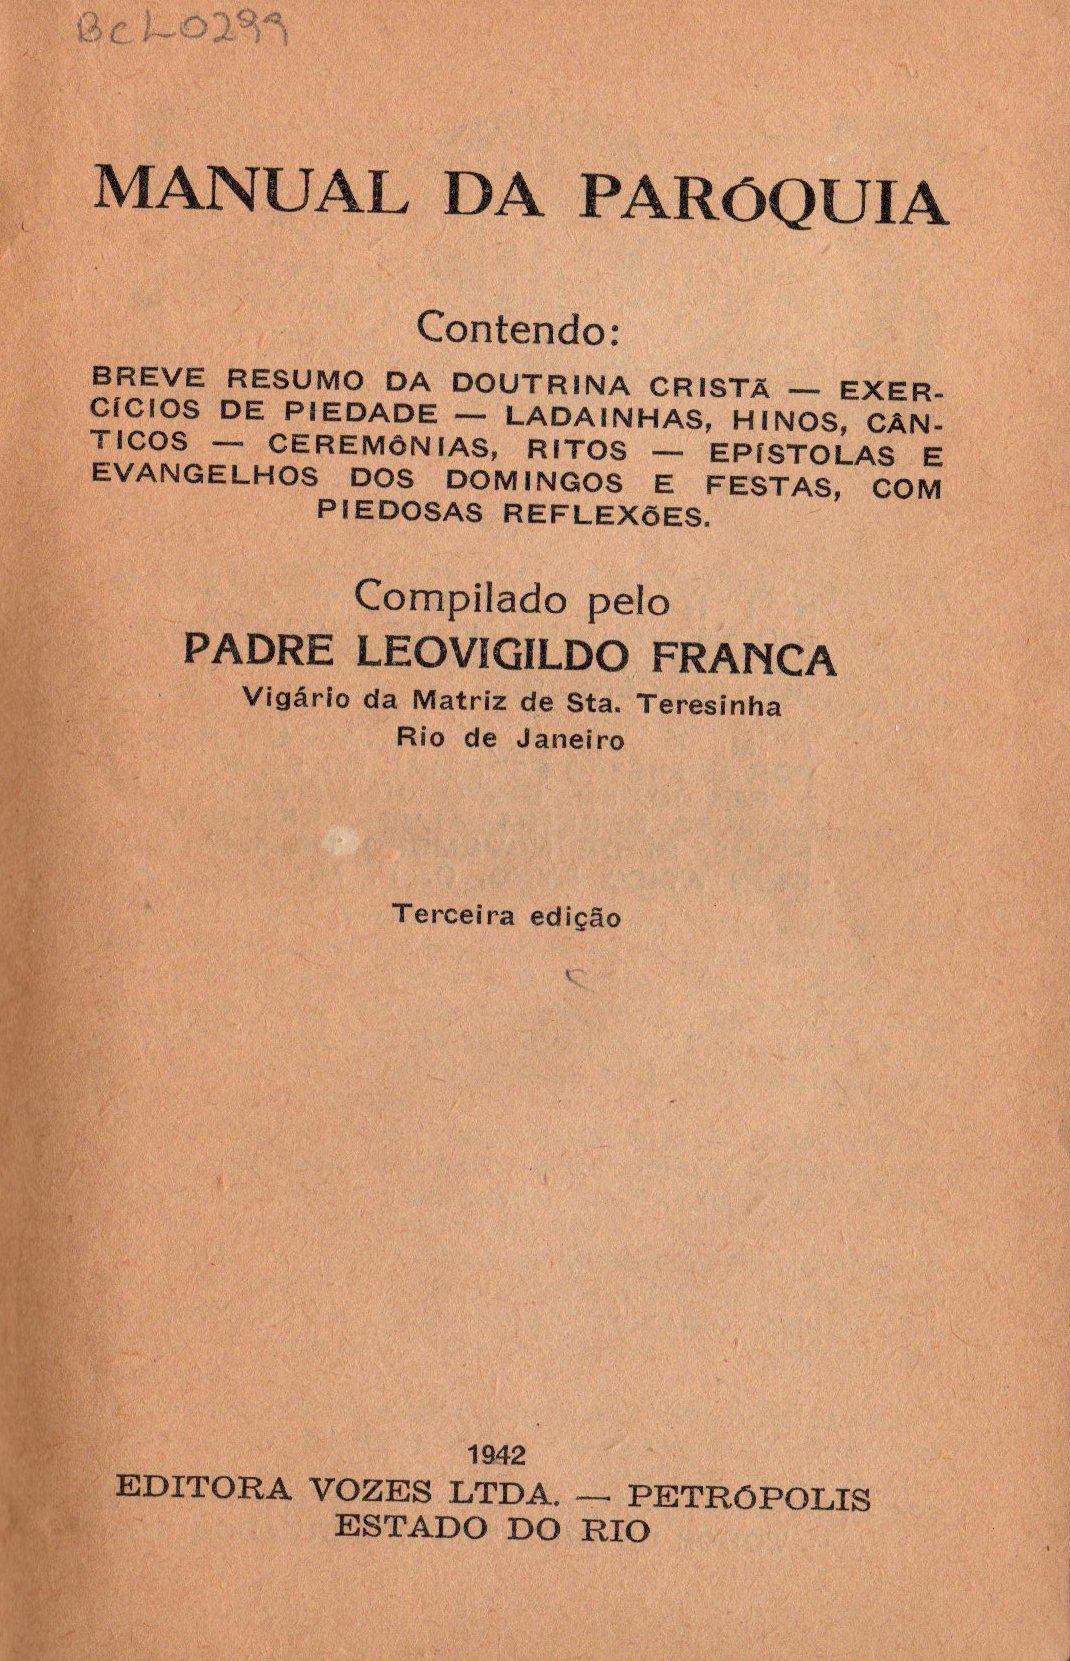 BCL0299
MANUAL DA PARÓQUIA
Contendo:
BREVE RESUMO DA DOUTRINA CRISTÃ — EXER-
CÍCIOS DE PIEDADE — LADAINHAS, HINOS, CÂN-
TICOS — CEREMÔNIAS, RITOS — EPÍSTOLAS E
EVANGELHOS DOS DOMINGOS E FESTAS, COM
PIEDOSAS REFLEXÕES.
Compilado pelo
PADRE LEOVIGILDO FRANCA
Vigário da Matriz de Sta. Teresinha
Rio de Janeiro
Terceira edição
1942
EDITORA VOZES LTDA. — PETRÓPOLIS
ESTADO DO RIO